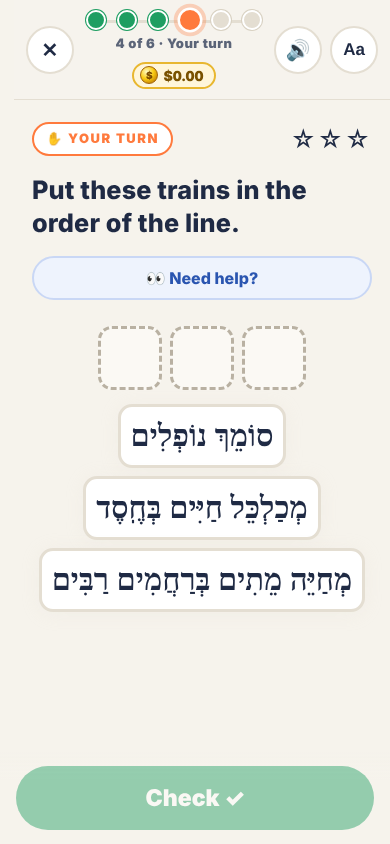 4 of 6 · Your turn
$ $0.00
Aa
YOUR TURN
Put these trains in the
order of the line.
Need help?
סוֹמֵךְ נוֹפְלִים
מְכַלְכֵּל חַיִּים בְּחֶסֶד
מְחַיֵּה מֵתִים בְּרַחֲמִים רַבִּים
Check ✓